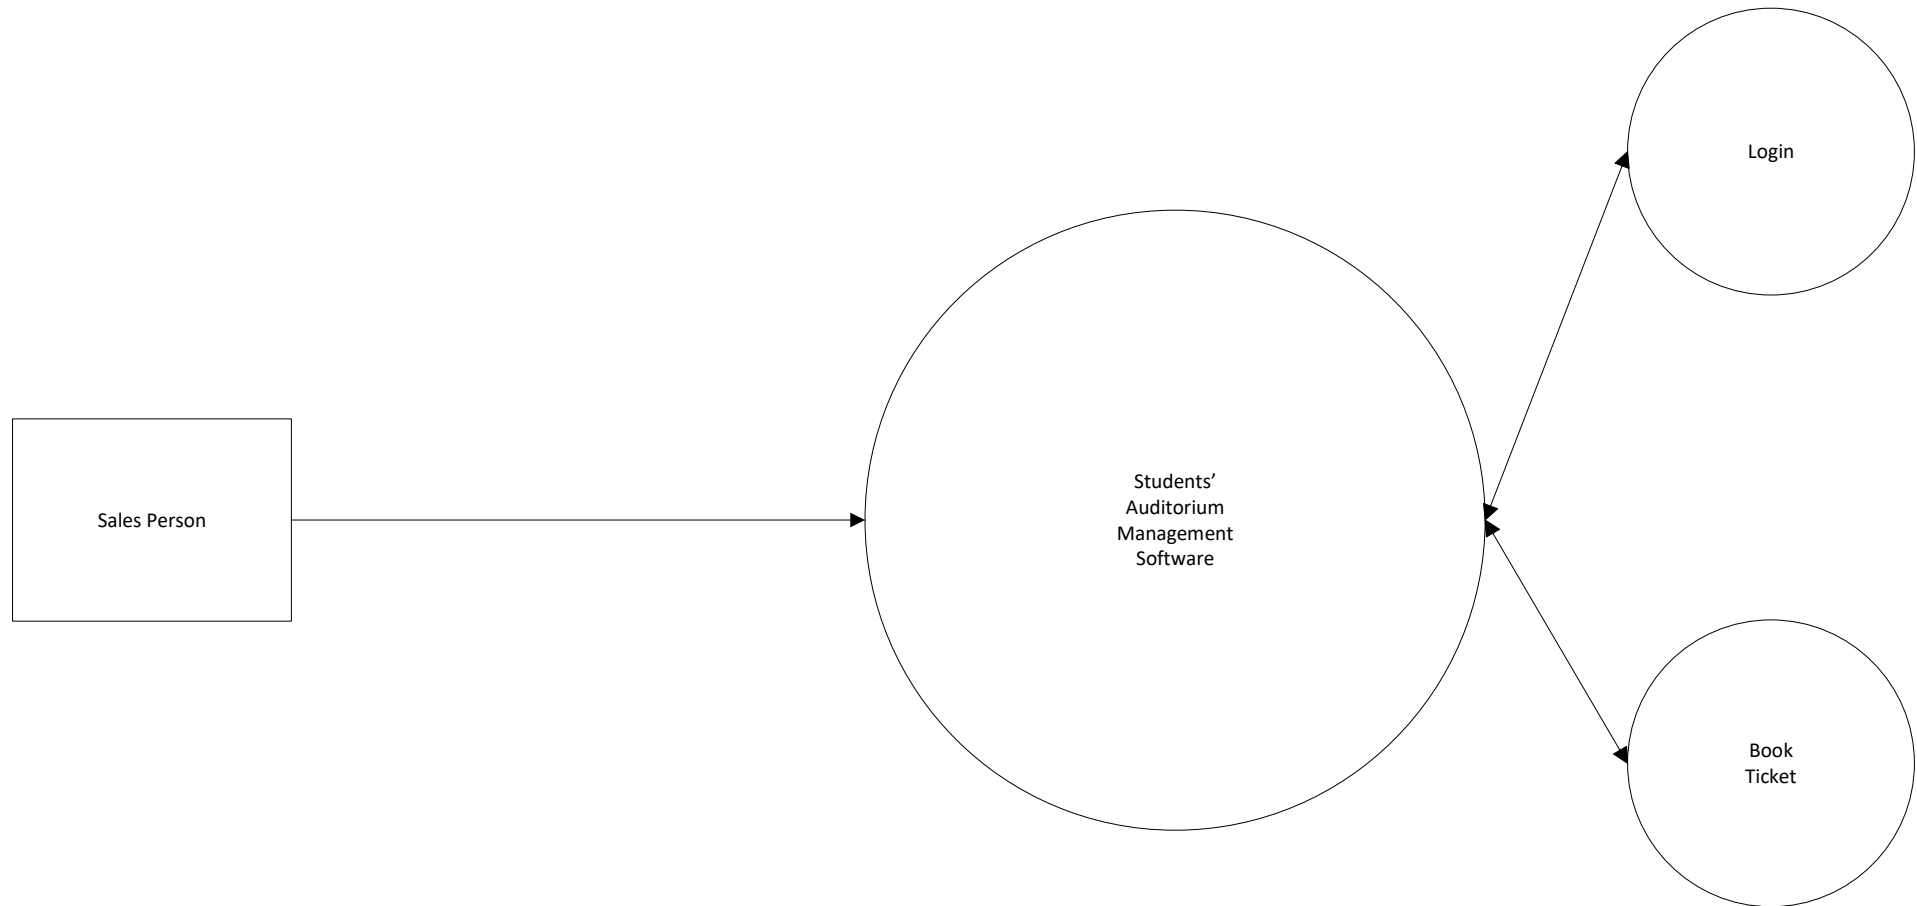 Login
Sales Person
Students’
Auditorium
Management
Software
Book
Ticket